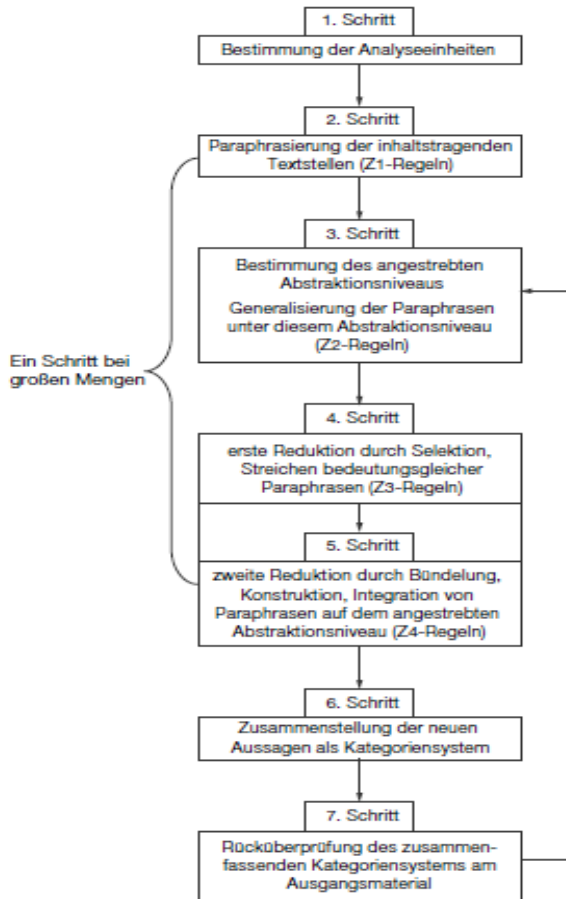 1. Schritt
Bestimmung der Analyseeinheiten
2. Schritt
Paraphrasierung der inhaltstragenden
Textstellen (Z1-Regeln)
3. Schritt
Bestimmung des angestrebten
Abstraktionsniveaus
Generalisierung der Paraphrasen
unter diesem Abstraktionsniveau
(Z2-Regeln)
Ein Schritt bei
großen Mengen
4. Schritt
erste Reduktion durch Selektion,
Streichen bedeutungsgleicher
Paraphrasen (Z3-Regeln)
5. Schritt
zweite Reduktion durch Bündelung,
Konstruktion, Integration von
Paraphrasen auf dem angestrebten
Abstraktionsniveau (Z4-Regeln)
6. Schritt
Zusammenstellung der neuen
Aussagen als Kategoriensystem
7. Schritt
Rücküberprüfung des zusammen-
fassenden Kategoriensystems am
Ausgangsmaterial